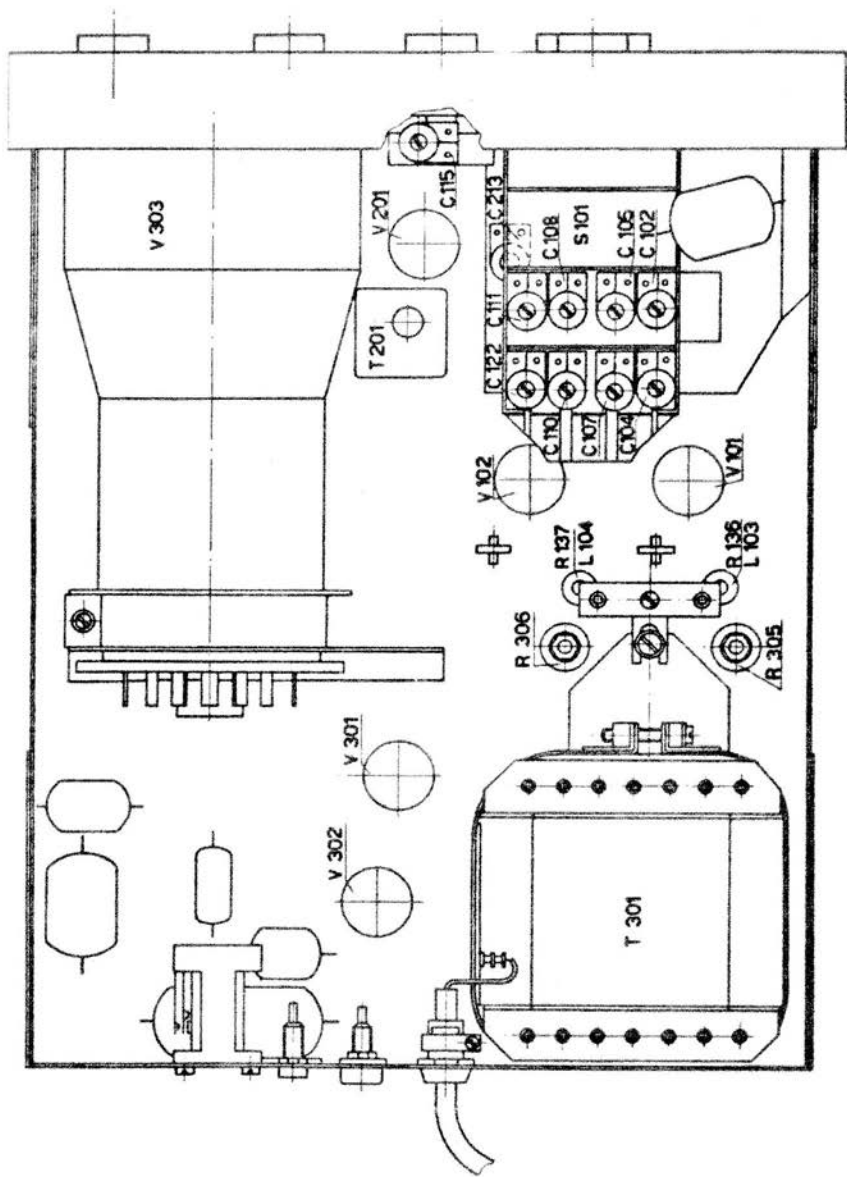 V 303
C 115
V 201
C 213
C 108
S 101
C 105
C 102
C 111
T 201
C 122
C 110
C 107
C 104
V 102
V 101
R 137
L 104
R 136
L 103
R 306
R 305
V 301
V 302
T 301